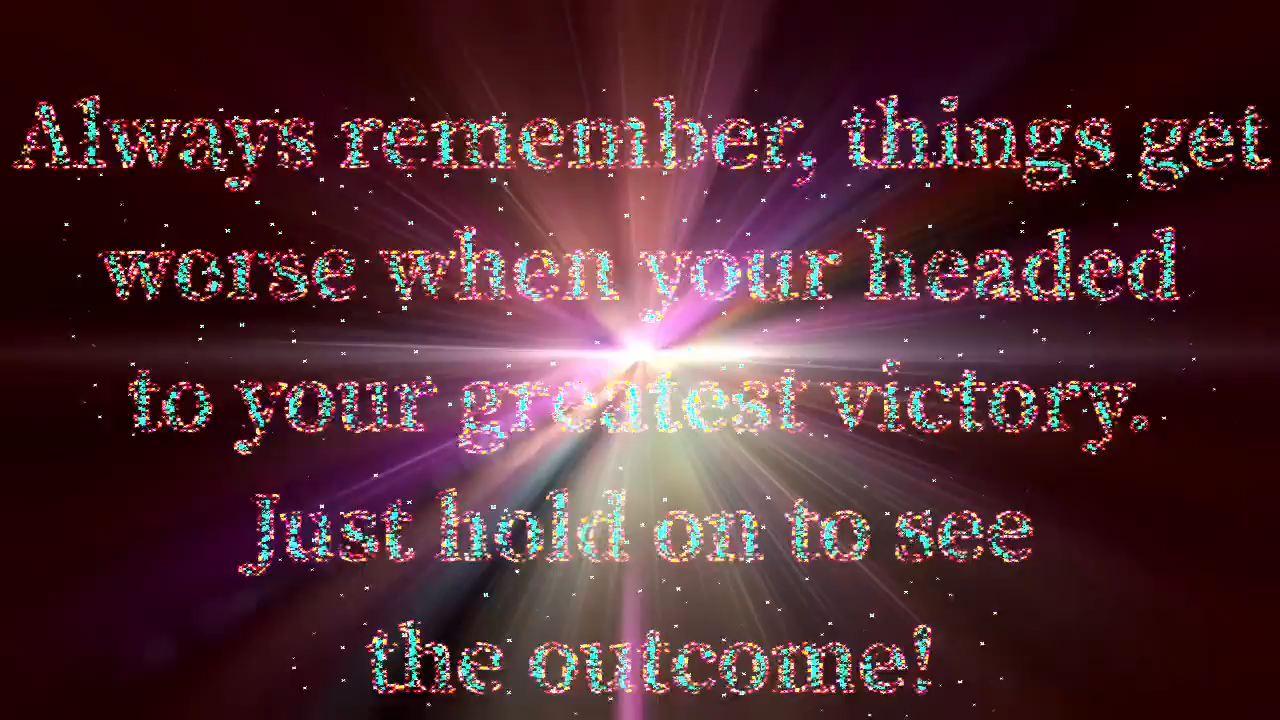 Always remember, things get
worse when your headed
to your greatest victory.
Just hold on to see
the outcome!